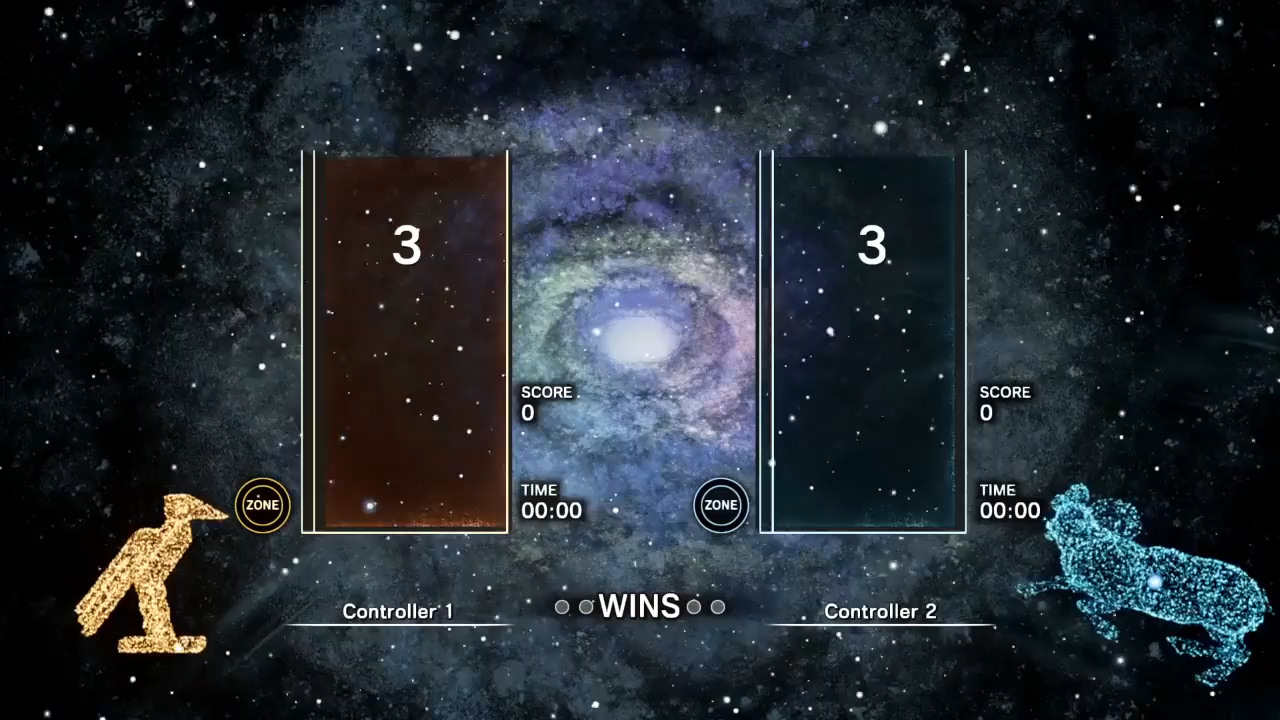 3
SCORE
0
TIME
00:00
ZONE
Controller 1
WINS
3
SCORE
0
TIME
00:00
ZONE
Controller 2